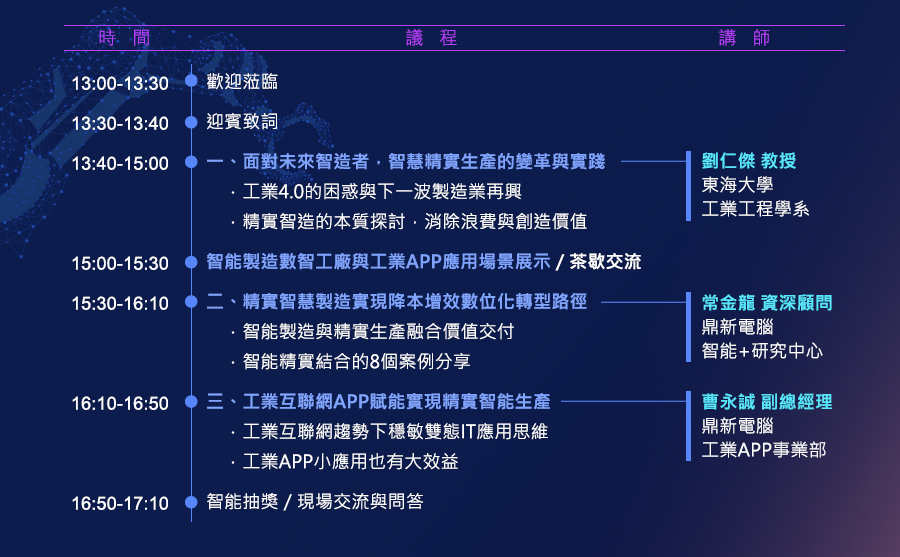 時 間 議 程 講 師
13:00-13:30 歡迎蒞臨
13:30-13:40 迎賓致詞
13:40-15:00 一、面對未來智造者．智慧精實生產的變革與實踐 劉仁傑 教授
．工業4.0的困惑與下一波製造業再興 東海大學
．精實智造的本質探討．消除浪費與創造價值 工業工程學系
15:00-15:30 智能製造數智工廠與工業APP應用場景展示 / 茶歇交流
15:30-16:10 二、精實智慧製造實現降本增效數位化轉型路徑 常金龍 資深顧問
．智能製造與精實生產融合價值交付 鼎新電腦
．智能精實結合的8個案例分享 智能+研究中心
16:10-16:50 三、工業互聯網APP賦能實現精實智能生產 曹永誠 副總經理
．工業互聯網趨勢下穩敏雙態IT應用思維 鼎新電腦
．工業APP小應用也有大效益 工業APP事業部
16:50-17:10 智能抽獎 / 現場交流與問答